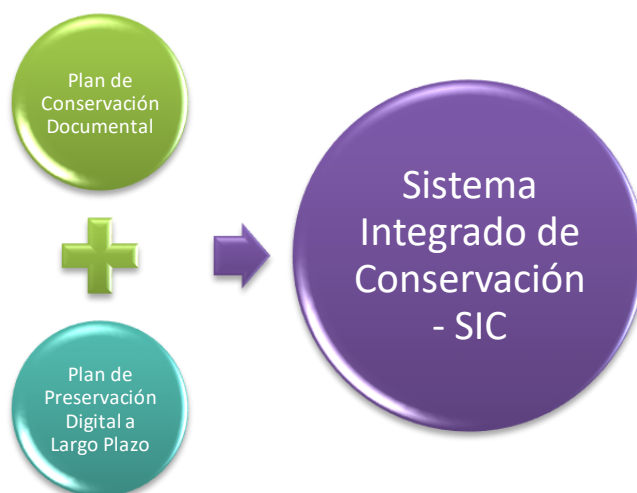 Plan de
Conservación
Documental
Plan de
Preservación
Digital a
Largo Plazo
Sistema
Integrado de
Conservación
- SIC